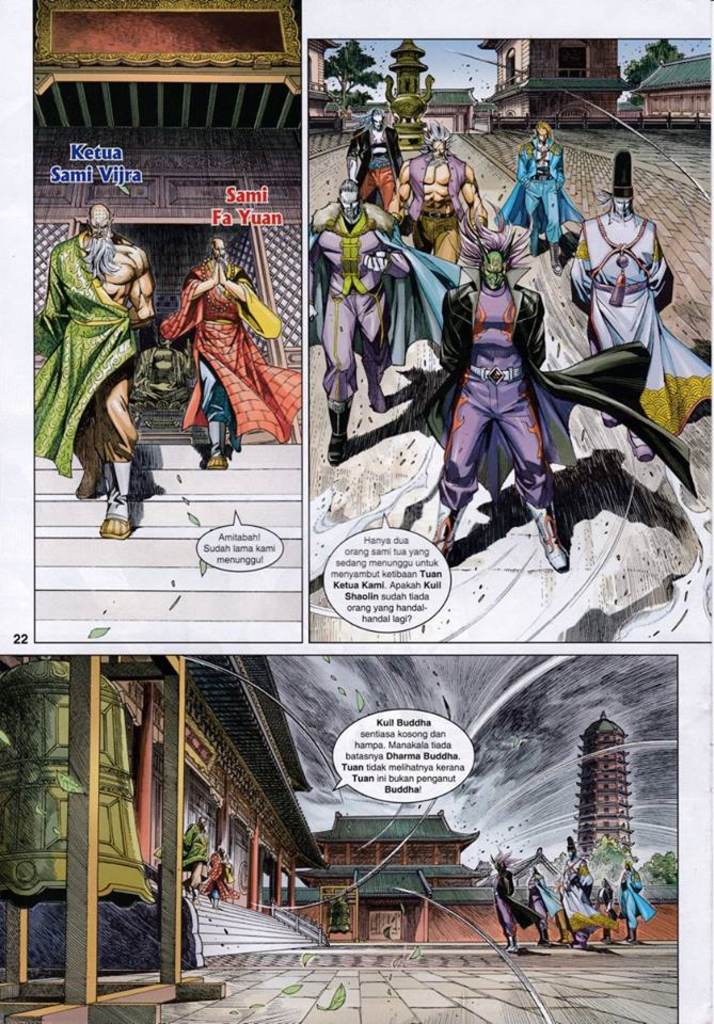 Ketua
Sami Vijra
Sami
Fa Yuan
Amitabah!
Sudah lama kami
menunggu!
Hanya dua
orang sami tua yang
sedang menunggu untuk
menyambut ketibaan Tuan
Ketua Kami. Apakah Kuil
Shaolin sudah tiada
orang yang handal-
handal lagi?
22
Kuil Buddha
sentiasa kosong dan
hampa. Manakala tiada
batasnya Dharma Buddha.
Tuan tidak melihatnya kerana
Tuan ini bukan penganut
Buddha!